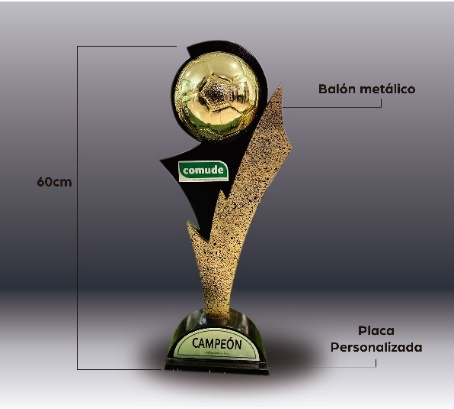 Balón metálico
comude
60cm
CAMPEÓN
Placa
Personalizada